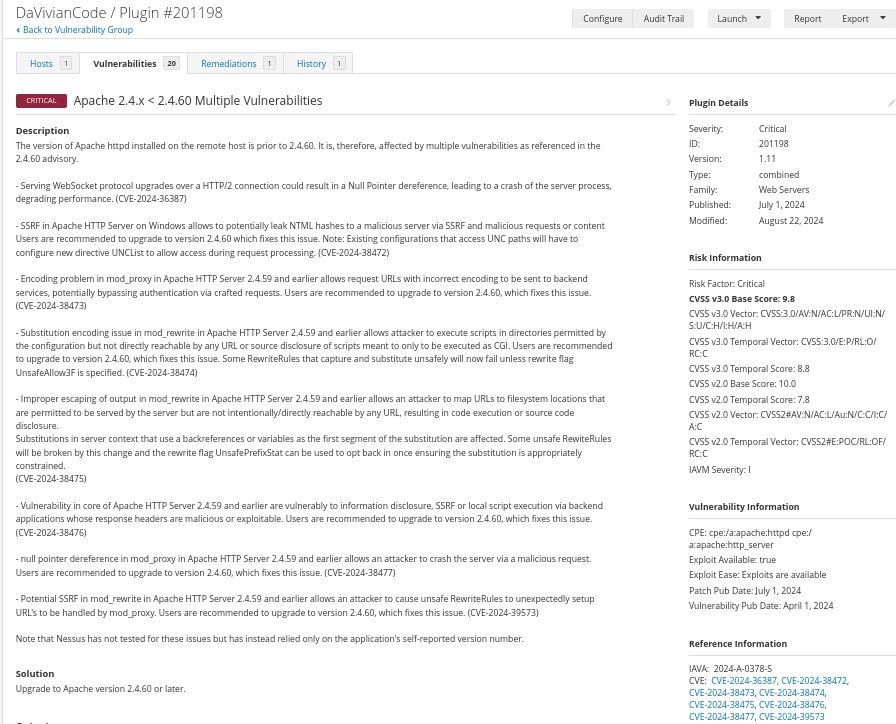 DaVivianCode / Plugin #201198
‹ Back to Vulnerability Group
Configure Audit Trail Launch Report Export
Hosts 1 Vulnerabilities 20 Remediations 1 History 1
CRITICAL Apache 2.4.x < 2.4.60 Multiple Vulnerabilities
Description
The version of Apache httpd installed on the remote host is prior to 2.4.60. It is, therefore, affected by multiple vulnerabilities as referenced in the
2.4.60 advisory.
- Serving WebSocket protocol upgrades over a HTTP/2 connection could result in a Null Pointer dereference, leading to a crash of the server process,
degrading performance. (CVE-2024-36387)
- SSRF in Apache HTTP Server on Windows allows to potentially leak NTML hashes to a malicious server via SSRF and malicious requests or content
Users are recommended to upgrade to version 2.4.60 which fixes this issue. Note: Existing configurations that access UNC paths will have to
configure new directive UNCList to allow access during request processing. (CVE-2024-38472)
- Encoding problem in mod_proxy in Apache HTTP Server 2.4.59 and earlier allows request URLs with incorrect encoding to be sent to backend
services, potentially bypassing authentication via crafted requests. Users are recommended to upgrade to version 2.4.60, which fixes this issue.
(CVE-2024-38473)
- Substitution encoding issue in mod_rewrite in Apache HTTP Server 2.4.59 and earlier allows attacker to execute scripts in directories permitted by
the configuration but not directly reachable by any URL or source disclosure of scripts meant to only to be executed as CGI. Users are recommended
to upgrade to version 2.4.60, which fixes this issue. Some RewriteRules that capture and substitute unsafely will now fail unless rewrite flag
UnsafeAllow3F is specified. (CVE-2024-38474)
- Improper escaping of output in mod_rewrite in Apache HTTP Server 2.4.59 and earlier allows an attacker to map URLs to filesystem locations that
are permitted to be served by the server but are not intentionally/directly reachable by any URL, resulting in code execution or source code
disclosure.
Substitutions in server context that use a backreferences or variables as the first segment of the substitution are affected. Some unsafe RewiteRules
will be broken by this change and the rewrite flag UnsafePrefixStat can be used to opt back in once ensuring the substitution is appropriately
constrained.
(CVE-2024-38475)
- Vulnerability in core of Apache HTTP Server 2.4.59 and earlier are vulnerably to information disclosure, SSRF or local script execution via backend
applications whose response headers are malicious or exploitable. Users are recommended to upgrade to version 2.4.60, which fixes this issue.
(CVE-2024-38476)
- null pointer dereference in mod_proxy in Apache HTTP Server 2.4.59 and earlier allows an attacker to crash the server via a malicious request.
Users are recommended to upgrade to version 2.4.60, which fixes this issue. (CVE-2024-38477)
- Potential SSRF in mod_rewrite in Apache HTTP Server 2.4.59 and earlier allows an attacker to cause unsafe RewriteRules to unexpectedly setup
URL's to be handled by mod_proxy. Users are recommended to upgrade to version 2.4.60, which fixes this issue. (CVE-2024-39573)
Note that Nessus has not tested for these issues but has instead relied only on the application's self-reported version number.
Solution
Upgrade to Apache version 2.4.60 or later.
Plugin Details
Severity: Critical
ID: 201198
Version: 1.11
Type: combined
Family: Web Servers
Published: July 1, 2024
Modified: August 22, 2024
Risk Information
Risk Factor: Critical
CVSS v3.0 Base Score: 9.8
CVSS v3.0 Vector: CVSS:3.0/AV:N/AC:L/PR:N/UI:N/
S:U/C:H/I:H/A:H
CVSS v3.0 Temporal Vector: CVSS:3.0/E:P/RL:O/
RC:C
CVSS v3.0 Temporal Score: 8.8
CVSS v2.0 Base Score: 10.0
CVSS v2.0 Temporal Score: 7.8
CVSS v2.0 Vector: CVSS2#AV:N/AC:L/Au:N/C:C/I:C/
A:C
CVSS v2.0 Temporal Vector: CVSS2#E:POC/RL:OF/
RC:C
IAVM Severity: I
Vulnerability Information
CPE: cpe:/a:apache:httpd cpe:/
a:apache:http_server
Exploit Available: true
Exploit Ease: Exploits are available
Patch Pub Date: July 1, 2024
Vulnerability Pub Date: April 1, 2024
Reference Information
IAVA: 2024-A-0378-S
CVE: CVE-2024-36387, CVE-2024-38472,
CVE-2024-38473, CVE-2024-38474,
CVE-2024-38475, CVE-2024-38476,
CVE-2024-38477, CVE-2024-39573